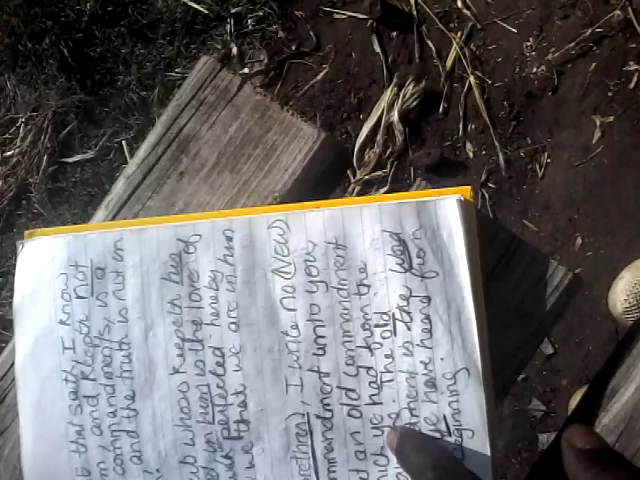 that saith, I know
and Keepeth not
commandments, is a
and the truth is not in
whoso Keepeth his
in him is the love of
Perfected hereby
we that we are in him
Brethren, I write no (New)
commandment unto you,
an old commandment
which ye had from the
The old
is the Word
ye have heard from
beginning.